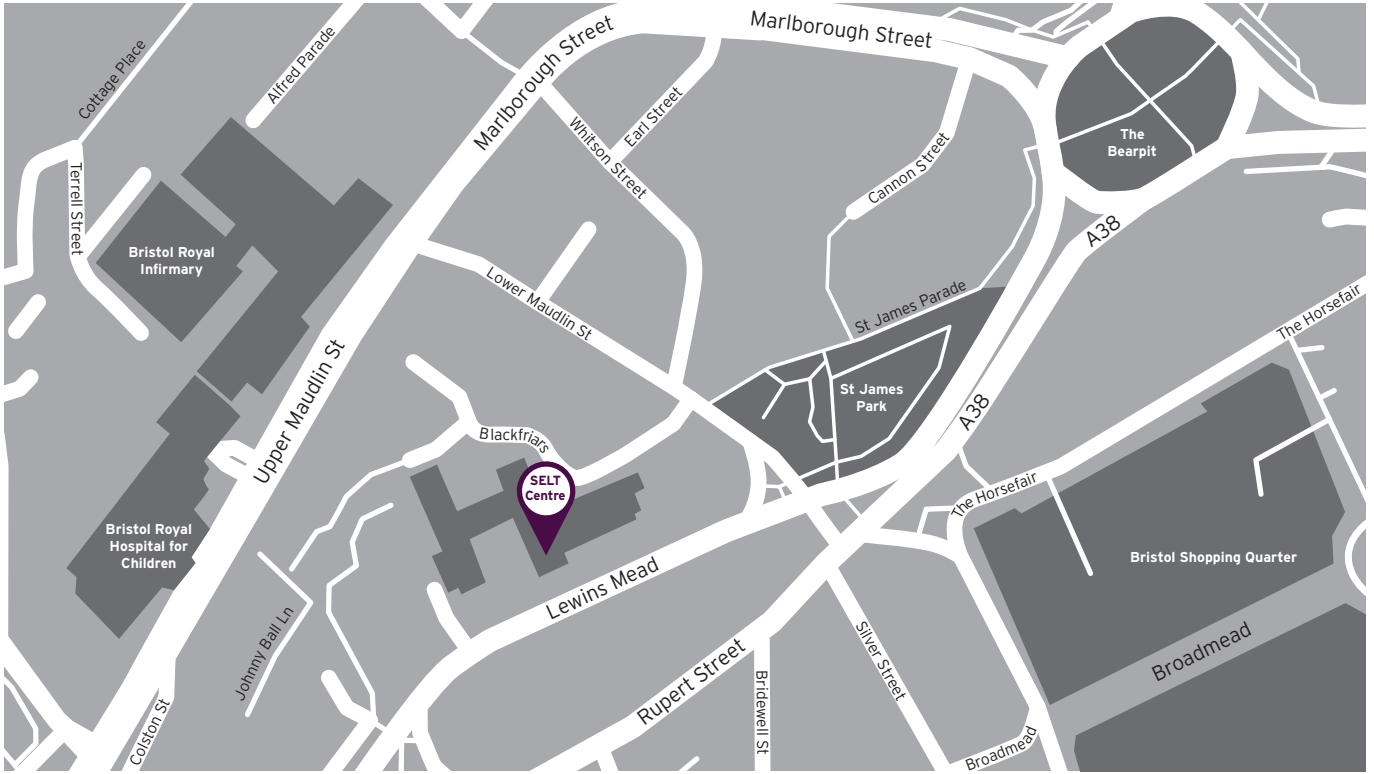 Marlborough Street
Marlborough Street
Cottage Place
Alfred Parade
Earl Street
Whitson Street
The
Bearpit
Cannon Street
Terrell Street
Bristol Royal
Infirmary
A38
Lower Maudlin St
St James Parade
The Horsefair
Upper Maudlin St
St James
Park
A38
Blackfriars
SELT
Centre
The Horsefair
Bristol Royal
Hospital for
Children
Bristol Shopping Quarter
Lewins Mead
Johnny Ball Ln
Silver Street
Broadmead
Rupert Street
Bridewell St
Colston St
Broadmead